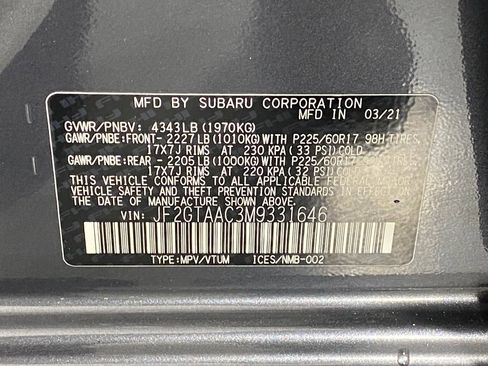 MFD BY SUBARU CORPORATION
MFD IN 03/21
GVWR/PNBV: 4343LB (1970KG)
GAWR/PNBE:FRONT- 2227LB (1010KG)WITH P225/60R17 98H TIRES,
17X7J RIMS AT 230 KPA (33 PSI)COLD
GAWR/PNBE:REAR - 2205LB (1000KG)WITH P225/60R17
17X7J RIMS AT 220 KPA (32 PSI)COLD
THIS VEHICLE CONFORMS TO ALL APPLICABLE FEDERAL MOTOR
VEHICLE SAFETY AND THEFT PREVENTION STANDARDS IN EFFECT
ON THE DATE OF MANUFACTURE SHOWN ABOVE.
VIN: JF2GTAAC3M9331646
TYPE:MPV/VTUM ICES/NMB-002